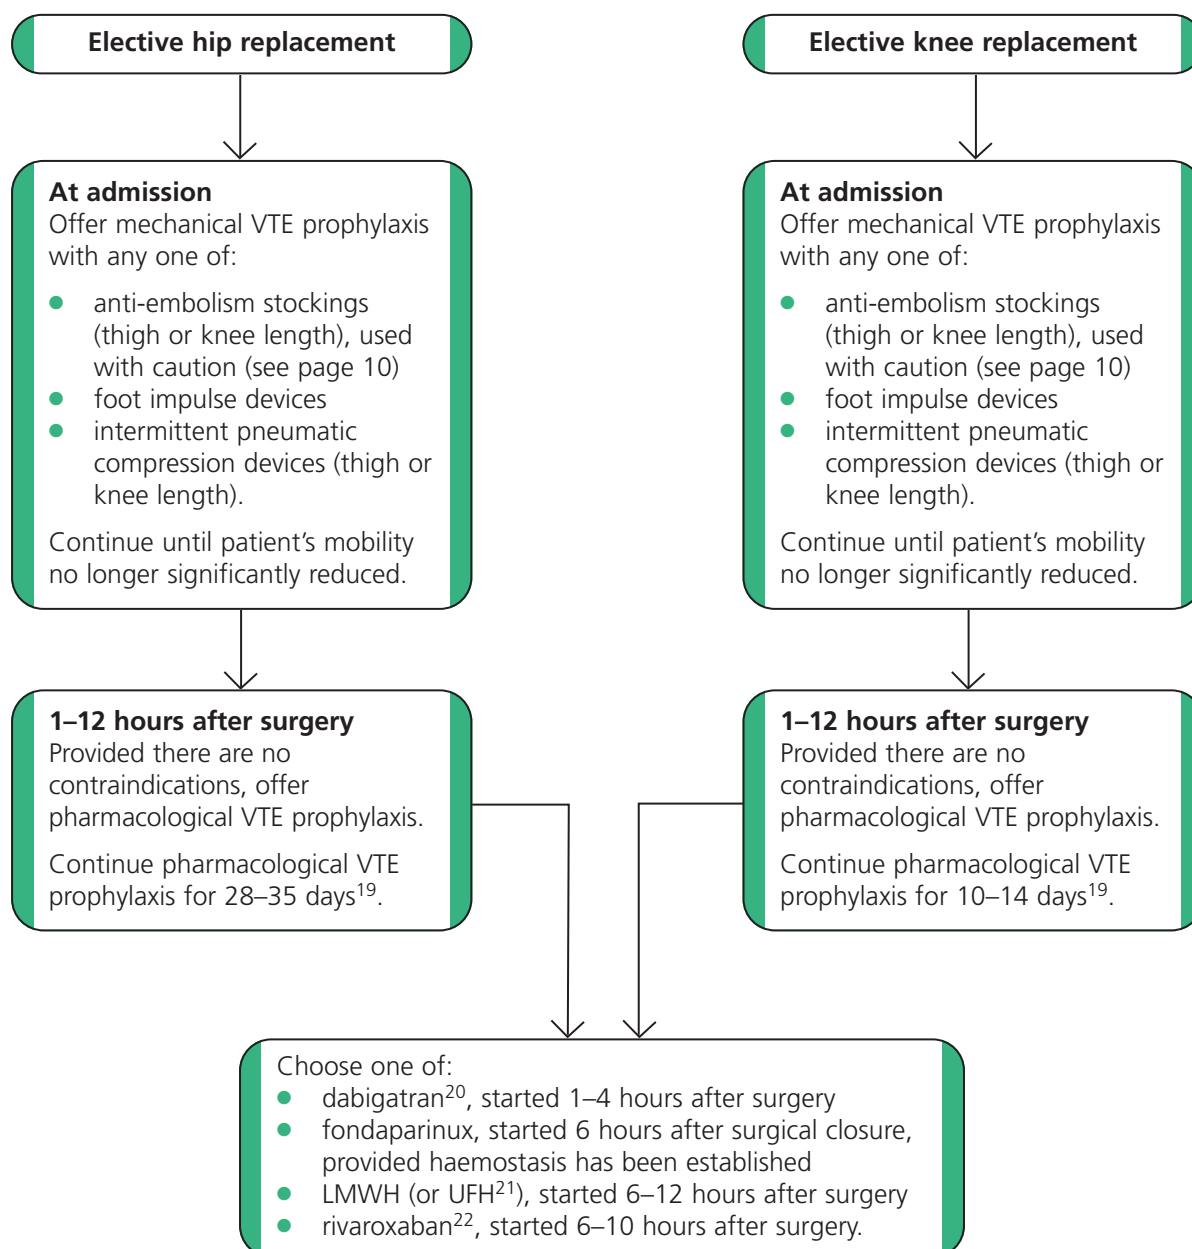 Elective hip replacement
Elective knee replacement
At admission
Offer mechanical VTE prophylaxis
with any one of:
● anti-embolism stockings
(thigh or knee length), used
with caution (see page 10)
● foot impulse devices
● intermittent pneumatic
compression devices (thigh or
knee length).
Continue until patient’s mobility
no longer significantly reduced.
At admission
Offer mechanical VTE prophylaxis
with any one of:
● anti-embolism stockings
(thigh or knee length), used
with caution (see page 10)
● foot impulse devices
● intermittent pneumatic
compression devices (thigh or
knee length).
Continue until patient’s mobility
no longer significantly reduced.
1–12 hours after surgery
Provided there are no
contraindications, offer
pharmacological VTE prophylaxis.
Continue pharmacological VTE
prophylaxis for 28–35 days¹⁹.
1–12 hours after surgery
Provided there are no
contraindications, offer
pharmacological VTE prophylaxis.
Continue pharmacological VTE
prophylaxis for 10–14 days¹⁹.
Choose one of:
● dabigatran²⁰, started 1–4 hours after surgery
● fondaparinux, started 6 hours after surgical closure,
provided haemostasis has been established
● LMWH (or UFH²¹), started 6–12 hours after surgery
● rivaroxaban²², started 6–10 hours after surgery.